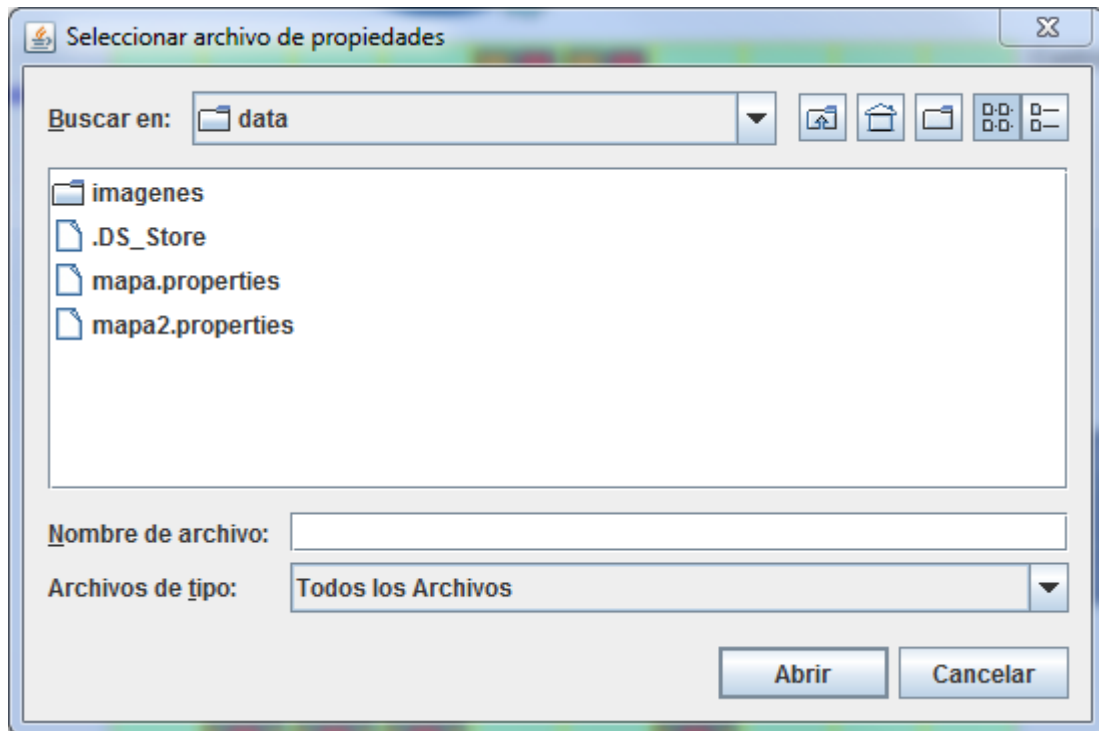 Seleccionar archivo de propiedades
Buscar en: data
imagenes
.DS_Store
mapa.properties
mapa2.properties
Nombre de archivo:
Archivos de tipo: Todos los Archivos
Abrir Cancelar